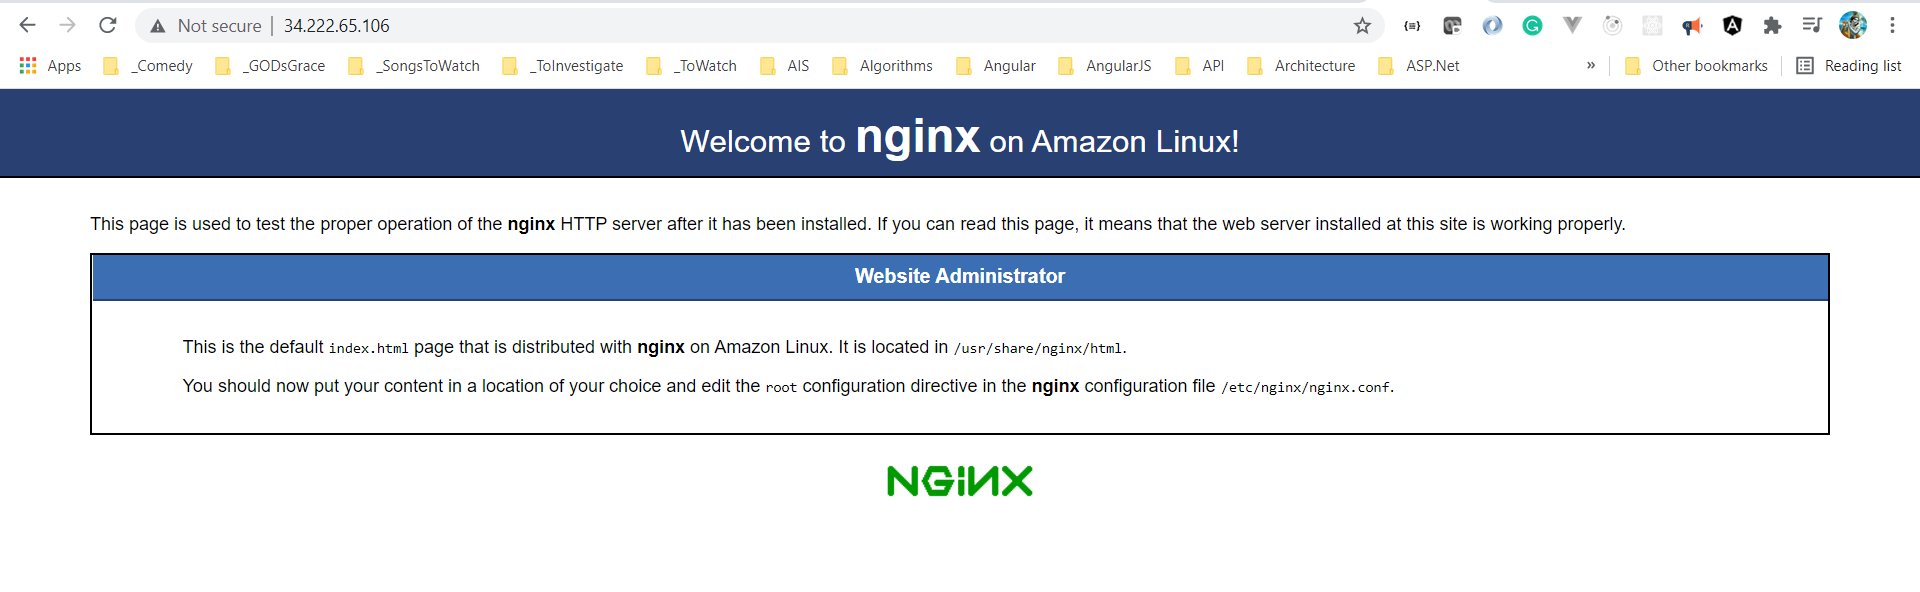 Not secure | 34.222.65.106
Apps _Comedy _GODsGrace _SongsToWatch _ToInvestigate _ToWatch AIS Algorithms Angular AngularJS API Architecture ASP.Net » Other bookmarks Reading list
Welcome to nginx on Amazon Linux!
This page is used to test the proper operation of the nginx HTTP server after it has been installed. If you can read this page, it means that the web server installed at this site is working properly.
Website Administrator
This is the default index.html page that is distributed with nginx on Amazon Linux. It is located in /usr/share/nginx/html.
You should now put your content in a location of your choice and edit the root configuration directive in the nginx configuration file /etc/nginx/nginx.conf.
NGINX